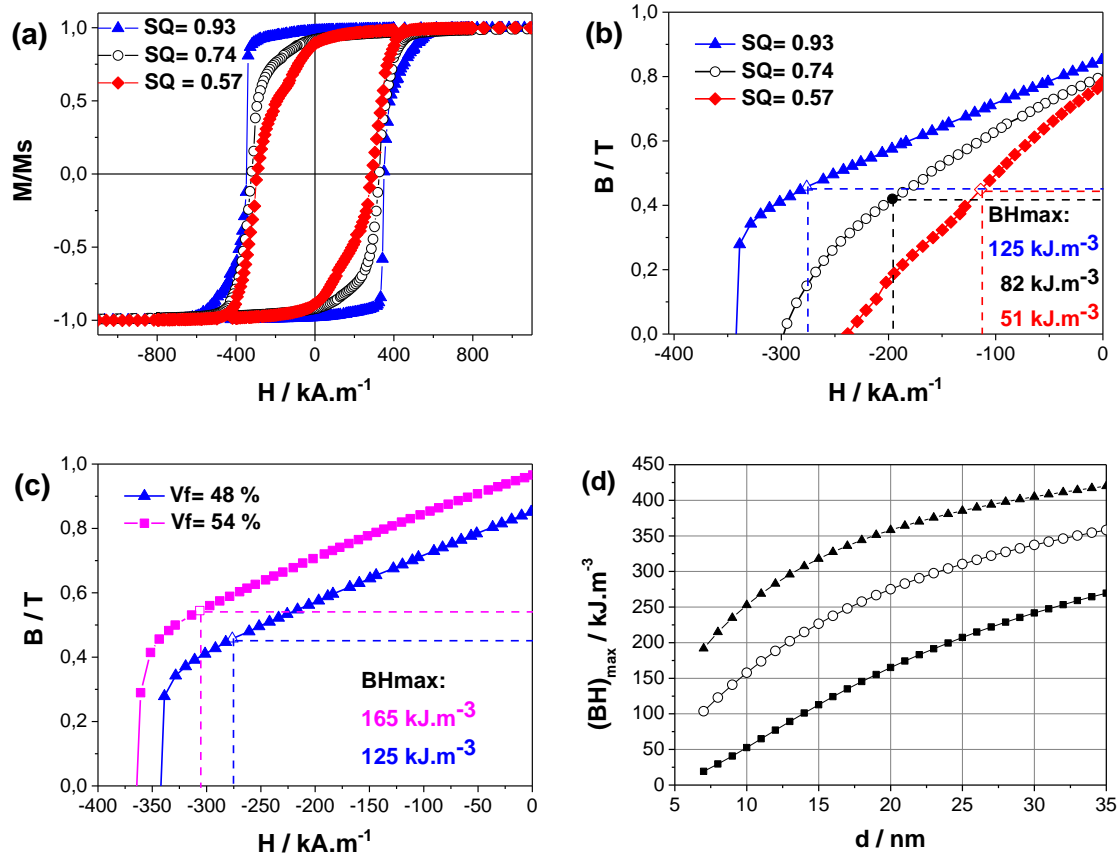 (a)
SQ= 0.93
SQ= 0.74
SQ = 0.57
1,0
0,5
0,0
-0,5
-1,0
M/Ms
-800 -400 0 400 800
H / kA.m-1
(b)
SQ= 0.93
SQ= 0.74
SQ= 0.57
1,0
0,8
0,6
0,4
0,2
0,0
B / T
BHmax:
125 kJ.m-3
82 kJ.m-3
51 kJ.m-3
-400 -300 -200 -100 0
H / kA.m-1
(c)
Vf= 48 %
Vf= 54 %
1,0
0,8
0,6
0,4
0,2
0,0
B / T
BHmax:
165 kJ.m-3
125 kJ.m-3
-400 -350 -300 -250 -200 -150 -100 -50 0
H / kA.m-1
(d)
450
400
350
300
250
200
150
100
50
0
(BH)max / kJ.m-3
5 10 15 20 25 30 35
d / nm